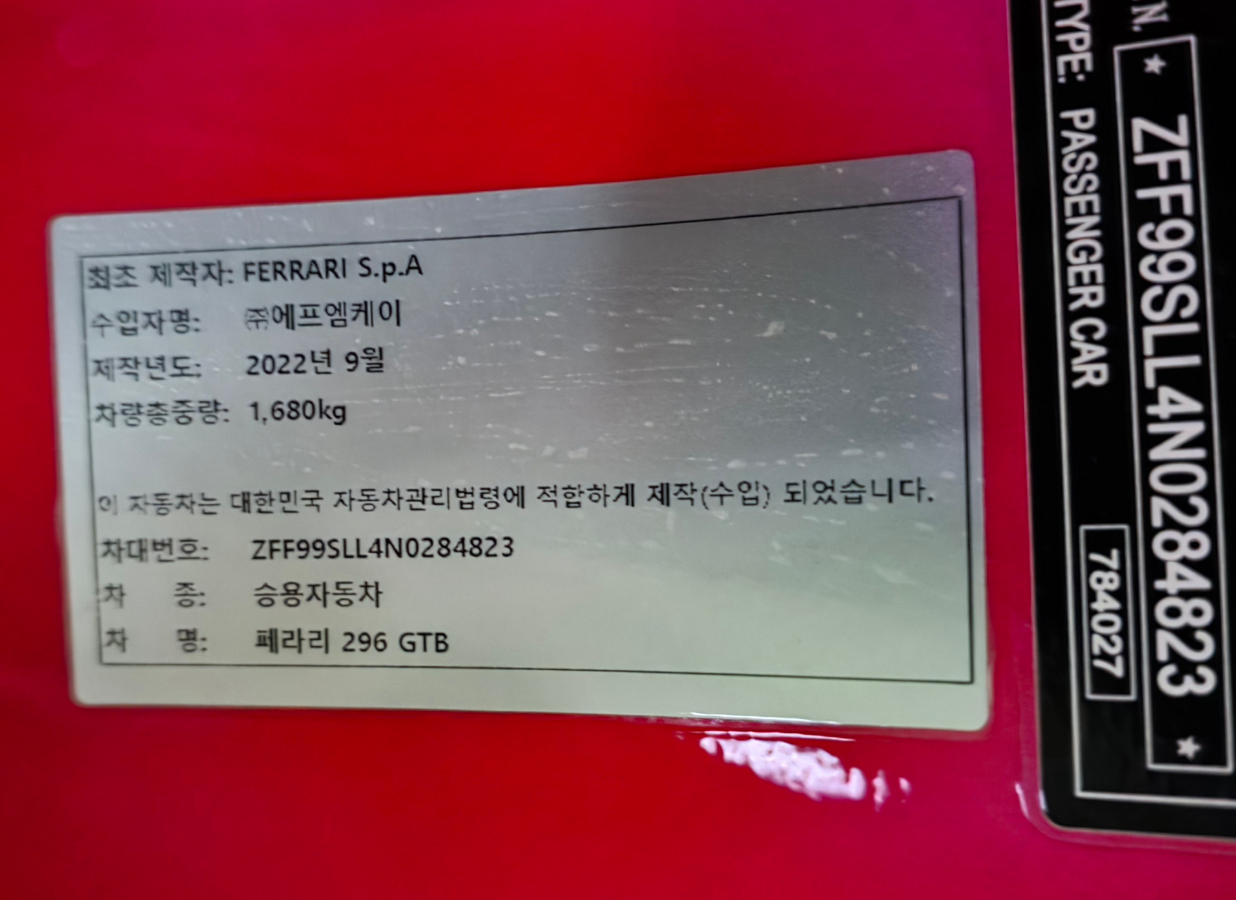 최초 제작자: FERRARI S.p.A
수입자명: ㈜에프엠케이
제작년도: 2022년 9월
차량총중량: 1,680kg
이 자동차는 대한민국 자동차관리법령에 적합하게 제작(수입) 되었습니다.
차대번호: ZFF99SLL4N0284823
차 종: 승용자동차
차 명: 페라리 296 GTB
.N. ★ ZFF99SLL4N0284823 ★
TYPE: PASSENGER CAR
784027